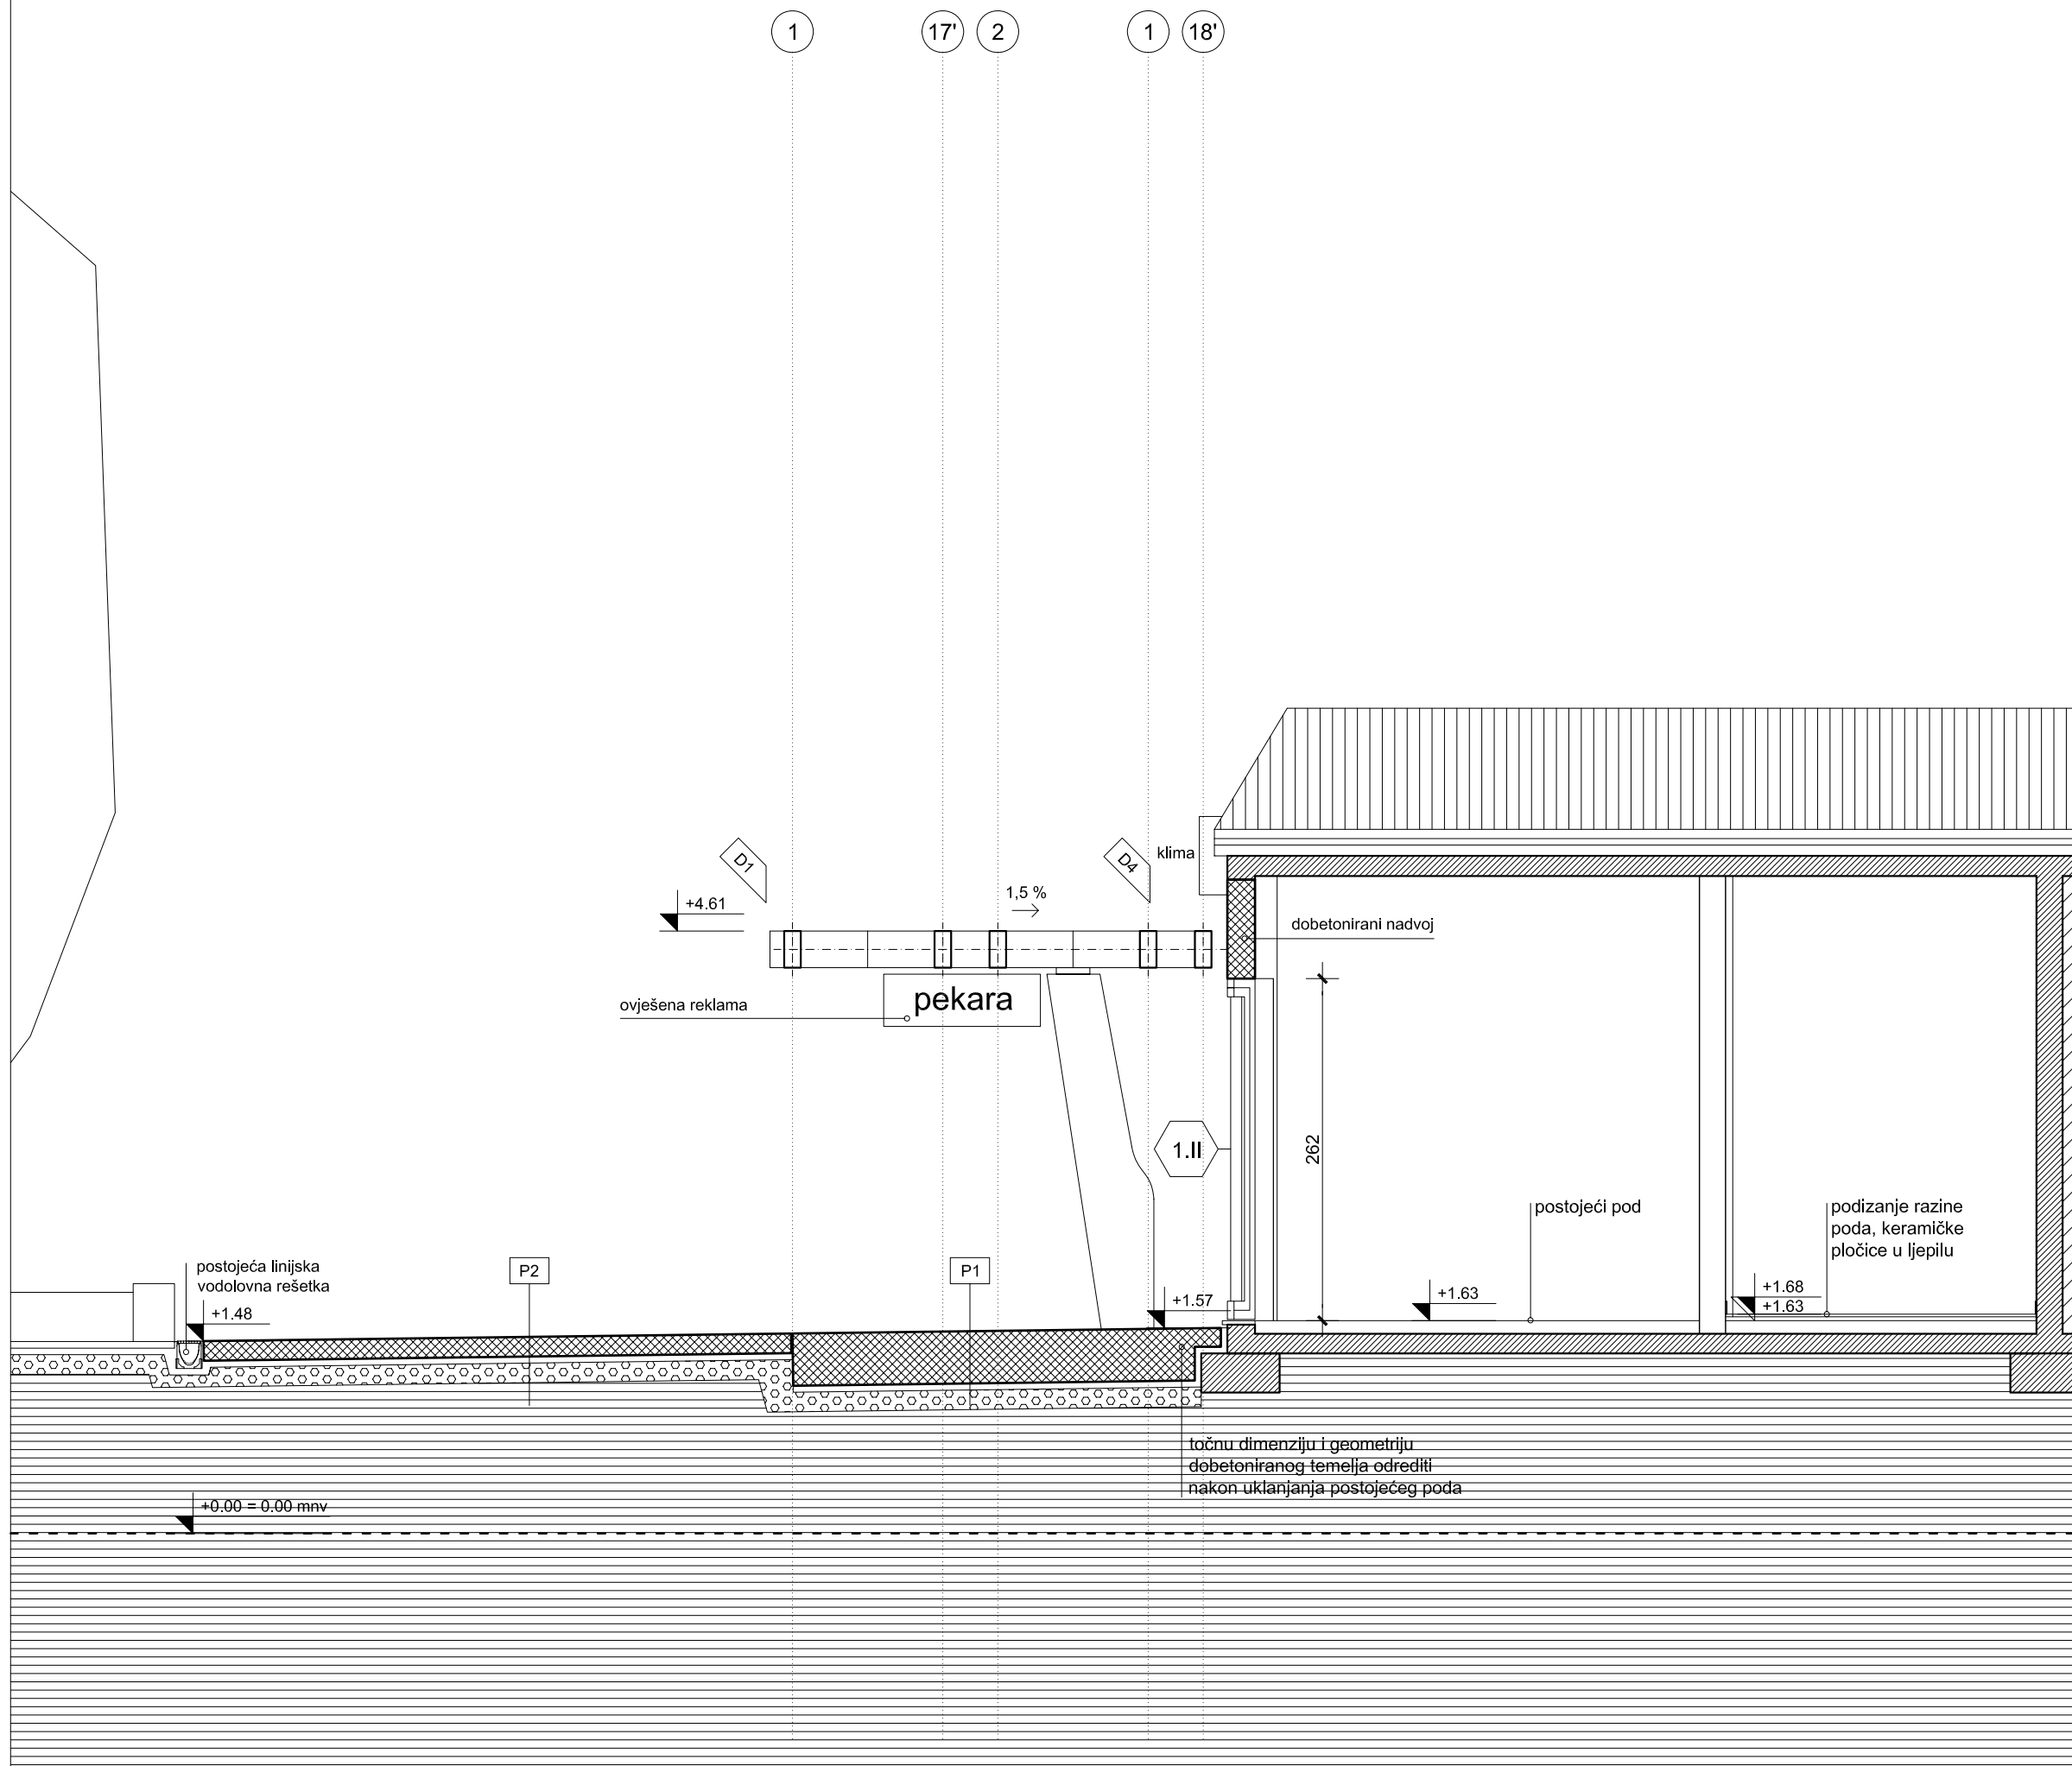 1
17'
2
1
18'
D1
D4
klima
1,5 %
+4.61
dobetonirani nadvoj
pekara
ovješena reklama
262
1.II
postojeći pod
podizanje razine
poda, keramičke
pločice u ljepilu
postojeća linijska
vodolovna rešetka
P2
P1
+1.48
+1.57
+1.63
+1.68
+1.63
točnu dimenziju i geometriju
dobetoniranog temelja odrediti
nakon uklanjanja postojećeg poda
+0.00 = 0.00 mnv